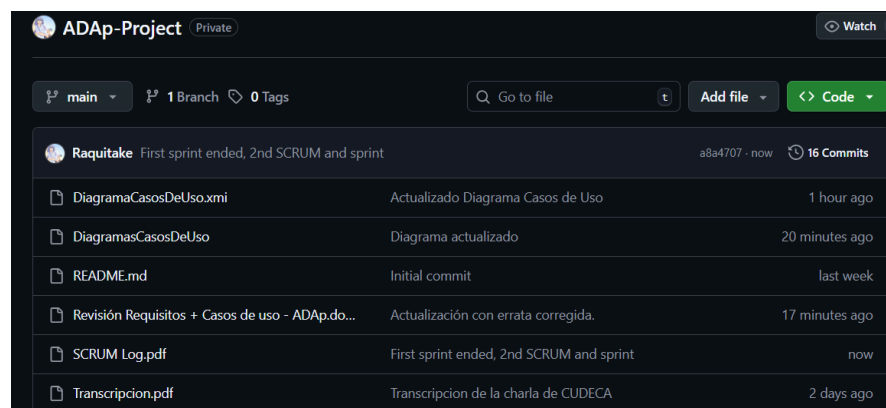 ADAp-Project Private Watch
main 1 Branch 0 Tags Go to file t Add file Code
Raquitake First sprint ended, 2nd SCRUM and sprint a8a4707 · now 16 Commits
DiagramaCasosDeUso.xmi Actualizado Diagrama Casos de Uso 1 hour ago
DiagramasCasosDeUso Diagrama actualizado 20 minutes ago
README.md Initial commit last week
Revisión Requisitos + Casos de uso - ADAp.do... Actualización con errata corregida. 17 minutes ago
SCRUM Log.pdf First sprint ended, 2nd SCRUM and sprint now
Transcripcion.pdf Transcripcion de la charla de CUDECA 2 days ago